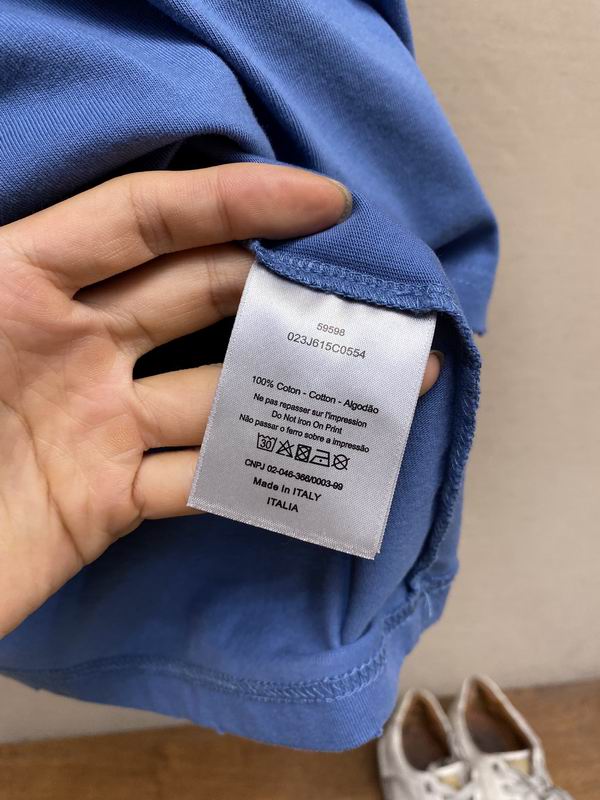 59598
023J615C0554
100% Coton - Cotton - Algodão
Ne pas repasser sur l'impression
Do Not Iron On Print
Não passar o ferro sobre a impressão
30
CNPJ 02-046-368/0003-99
Made in ITALY
ITALIA